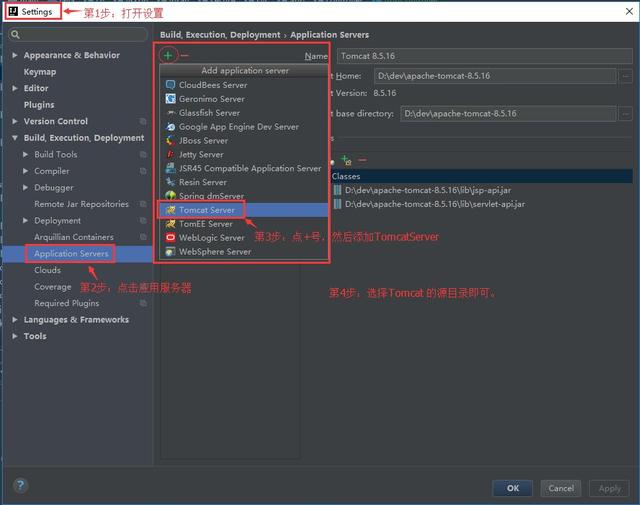 Settings
第1步：打开设置
Appearance & Behavior
Keymap
Editor
Plugins
Version Control
Build, Execution, Deployment
Build Tools
Compiler
Debugger
Remote Jar Repositories
Deployment
Arquillian Containers
Application Servers
Clouds
第2步：点击应用服务器
Coverage
Required Plugins
Languages & Frameworks
Tools
Build, Execution, Deployment › Application Servers
Add application server
CloudBees Server
Geronimo Server
Glassfish Server
Google App Engine Dev Server
JBoss Server
Jetty Server
JSR45 Compatible Application Server
Resin Server
Spring dmServer
Tomcat Server
TomEE Server
WebLogic Server
WebSphere Server
第3步：点+号，然后添加TomcatServer
Name
Tomcat 8.5.16
t Home:
D:\dev\apache-tomcat-8.5.16
...
t Version: 8.5.16
t base directory:
D:\dev\apache-tomcat-8.5.16
...
s
Classes
D:\dev\apache-tomcat-8.5.16\lib\jsp-api.jar
D:\dev\apache-tomcat-8.5.16\lib\servlet-api.jar
第4步：选择Tomcat 的源目录即可。
?
OK
Cancel
Apply